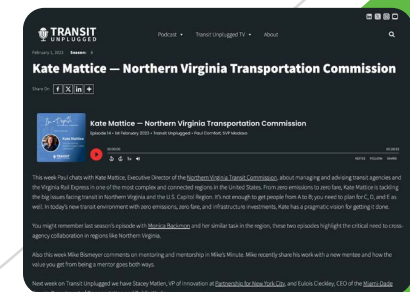 TRANSIT
UNPLUGGED
Podcast
Transit Unplugged TV
About
February 1, 2023 Season: 6
Kate Mattice — Northern Virginia Transportation Commission
Share On
In-Depth
Kate Mattice
TRANSIT
Kate Mattice — Northern Virginia Transportation Commission
Episode 14 • 1st February 2023 • Transit Unplugged • Paul Comfort, SVP Modaxo
1x
NOTES FOLLOW SHARE
This week Paul chats with Kate Mattice, Executive Director of the Northern Virginia Transit Commission, about managing and advising transit agencies and
the Virginia Rail Express in one of the most complex and connected regions in the United States. From zero emissions to zero fare, Kate Mattice is tackling
the big issues facing transit in Northern Virginia and the U.S. Capitol Region. It's not enough to get people from A to B; you need to plan for C, D, and E as
well. In today's new transit environment with zero emissions, zero fare, and infrastructure investments, Kate has a pragmatic vision for getting it done.
You might remember last season's episode with Monica Backmon and her similar task in the region, these two episodes highlight the critical need to cross-
agency collaboration in regions like Northern Virginia.
Also this week Mike Bismeyer comments on mentoring and mentorship in Mike's Minute. Mike recently share his work with a new mentee and how the
value you get from being a mentor goes both ways.
Next week on Transit Unplugged we have Stacey Matlen, VP of innovation at Partnership for New York City, and Eulois Cleckley, CEO of the Miami-Dade